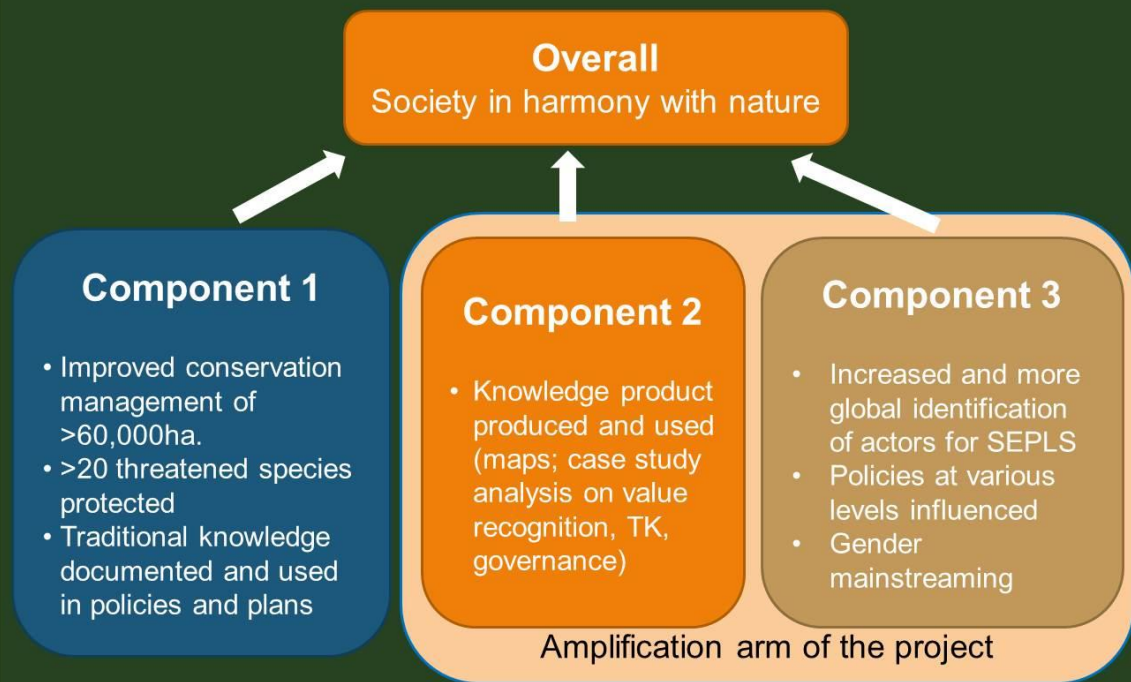 Overall
Society in harmony with nature
Component 1
• Improved conservation
management of
>60,000ha.
• >20 threatened species
protected
• Traditional knowledge
documented and used
in policies and plans
Component 2
• Knowledge product
produced and used
(maps; case study
analysis on value
recognition, TK,
governance)
Component 3
• Increased and more
global identification
of actors for SEPLS
• Policies at various
levels influenced
• Gender
mainstreaming
Amplification arm of the project